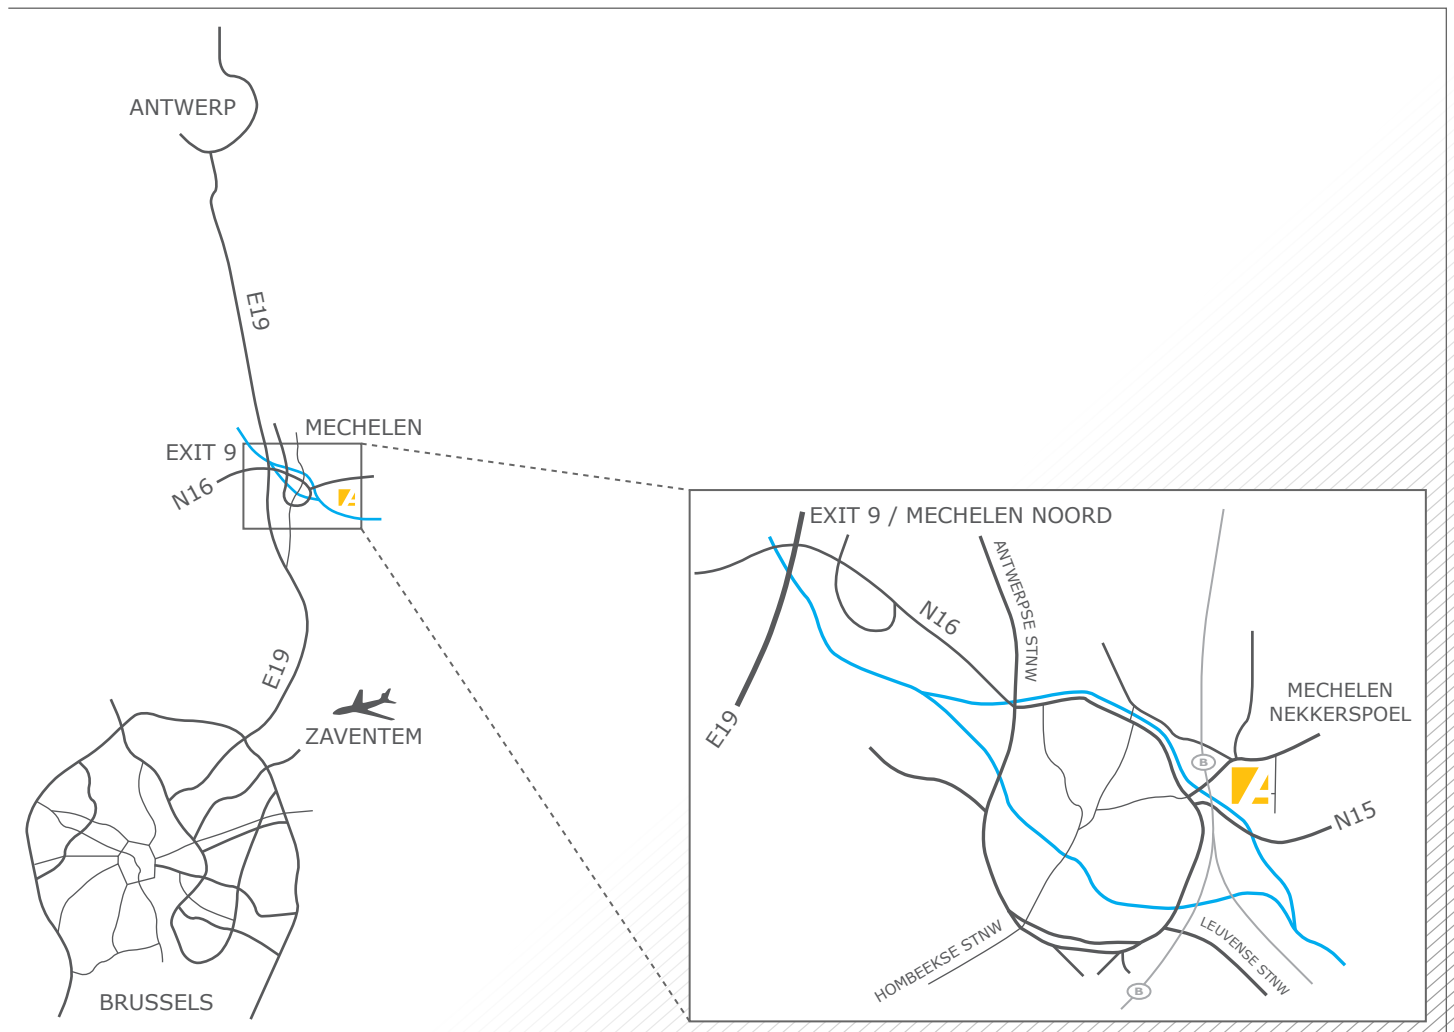 ANTWERP
E19
MECHELEN
EXIT 9
N16
E19
ZAVENTEM
BRUSSELS
EXIT 9 / MECHELEN NOORD
ANTWERPSE STNW
N16
E19
MECHELEN
NEKKERSPOEL
B
N15
HOMBEEKSE STNW
LEUVENSE STNW
B